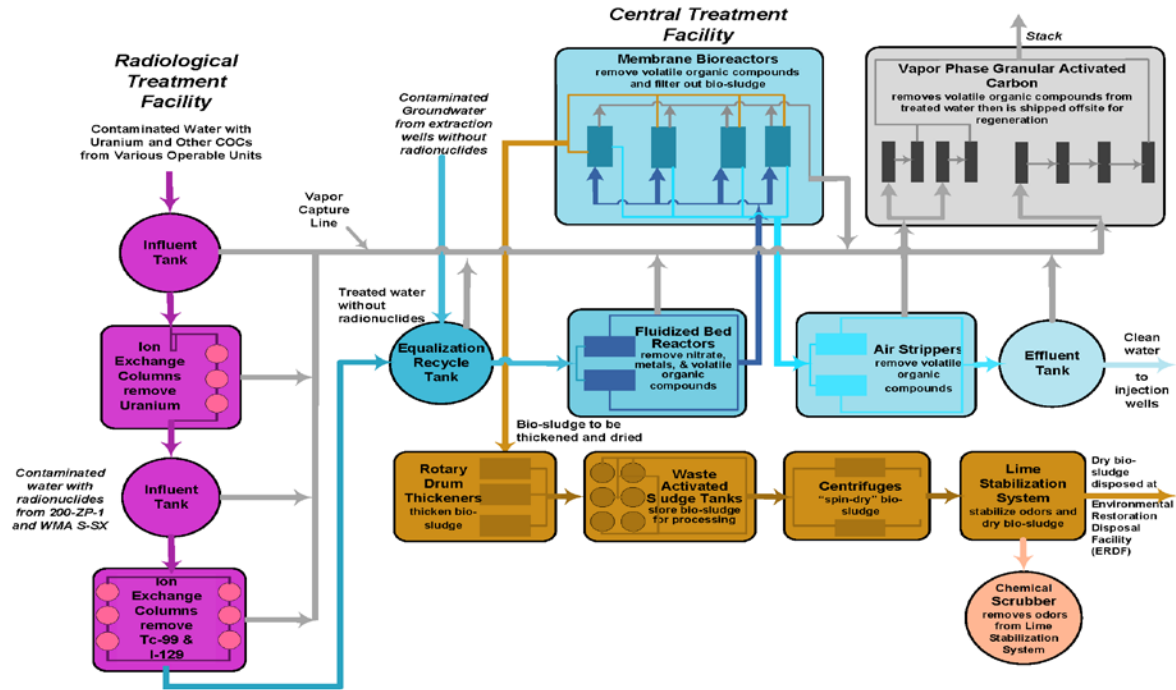 Radiological
Treatment
Facility
Contaminated Water with
Uranium and Other COCs
from Various Operable Units
Influent
Tank
Ion
Exchange
Columns
remove
Uranium
Contaminated
water with
radionuclides
from 200-ZP-1
and WMA S-SX
Influent
Tank
Ion
Exchange
Columns
remove
Tc-99 &
I-129
Vapor
Capture
Line
Contaminated
Groundwater
from extraction
wells without
radionuclides
Treated water
without
radionuclides
Equalization
Recycle
Tank
Central Treatment
Facility
Membrane Bioreactors
remove volatile organic compounds
and filter out bio-sludge
Fluidized Bed
Reactors
remove nitrate,
metals, & volatile
organic
compounds
Stack
Vapor Phase Granular Activated
Carbon
removes volatile organic compounds from
treated water then is shipped offsite for
regeneration
Air Strippers
remove volatile
organic
compounds
Effluent
Tank
Clean
water
to
injection
wells
Bio-sludge to be
thickened and dried
Rotary
Drum
Thickeners
thicken bio-
sludge
Waste
Activated
Sludge Tanks
store bio-sludge
for processing
Centrifuges
"spin-dry" bio-
sludge
Lime
Stabilization
System
stabilize odors and
dry bio-sludge
Dry bio-
sludge
disposed at
Environmental
Restoration
Disposal
Facility
(ERDF)
Chemical
Scrubber
removes odors
from Lime
Stabilization
System